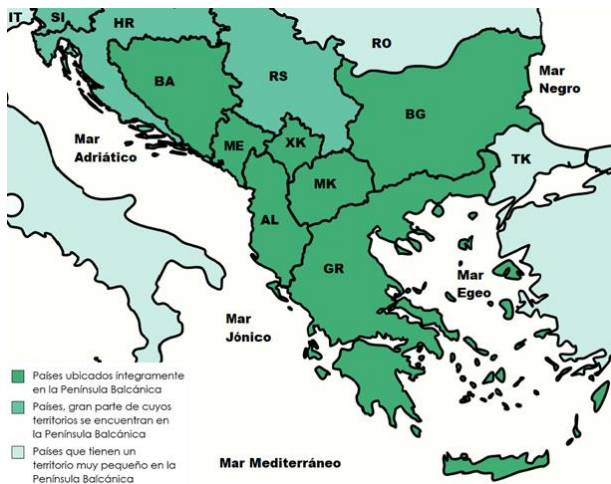 IT
SI
HR
RO
BA
RS
Mar
Negro
BG
Mar
Adriático
ME
XK
TK
MK
AL
GR
Mar
Egeo
Mar
Jónico
Países ubicados íntegramente
en la Península Balcánica
Países, gran parte de cuyos
territorios se encuentran en
la Península Balcánica
Países que tienen un
territorio muy pequeño en la
Península Balcánica
Mar Mediterráneo